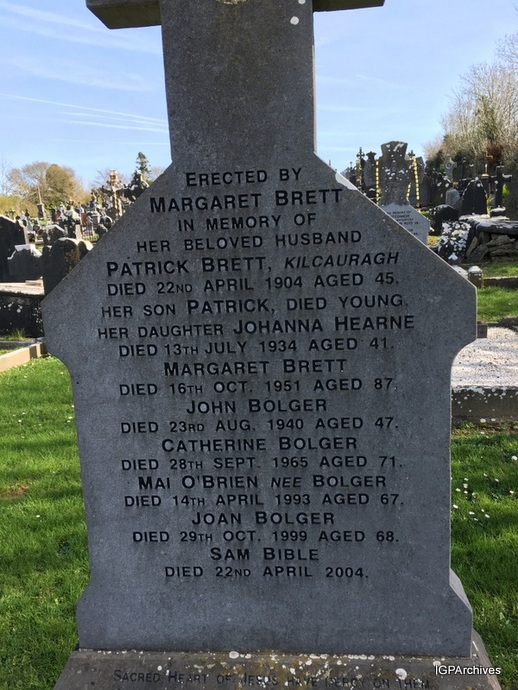 ERECTED BY
MARGARET BRETT
IN MEMORY OF
HER BELOVED HUSBAND
PATRICK BRETT, KILCAURAGH
DIED 22ND APRIL 1904 AGED 45.
HER SON PATRICK, DIED YOUNG.
HER DAUGHTER JOHANNA HEARNE
DIED 13TH JULY 1934 AGED 41.
MARGARET BRETT
DIED 16TH OCT. 1951 AGED 87.
JOHN BOLGER
DIED 23RD AUG. 1940 AGED 47.
CATHERINE BOLGER
DIED 28TH SEPT. 1965 AGED 71.
MAI O'BRIEN NEE BOLGER
DIED 14TH APRIL 1993 AGED 67.
JOAN BOLGER
DIED 29TH OCT. 1999 AGED 68.
SAM BIBLE
DIED 22ND APRIL 2004.
SACRED HEART OF JESUS HAVE MERCY ON THEM
IGPArchives